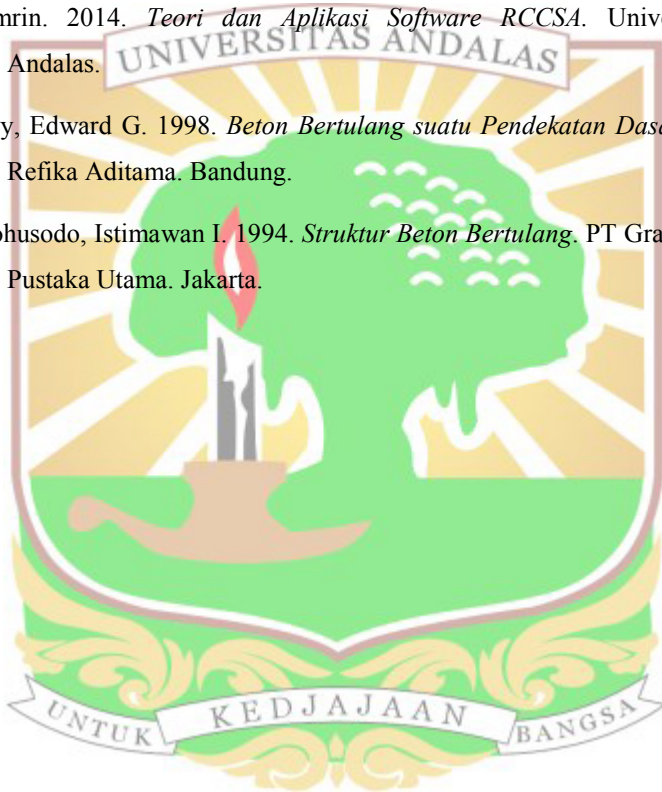 mrin. 2014. Teori dan Aplikasi Software RCCSA. Unive
Andalas.
UNIVERSITAS ANDALAS
y, Edward G. 1998. Beton Bertulang suatu Pendekatan Dasa
Refika Aditama. Bandung.
ohusodo, Istimawan I. 1994. Struktur Beton Bertulang. PT Gra
Pustaka Utama. Jakarta.
UNTUK KEDJAJAAN BANGSA